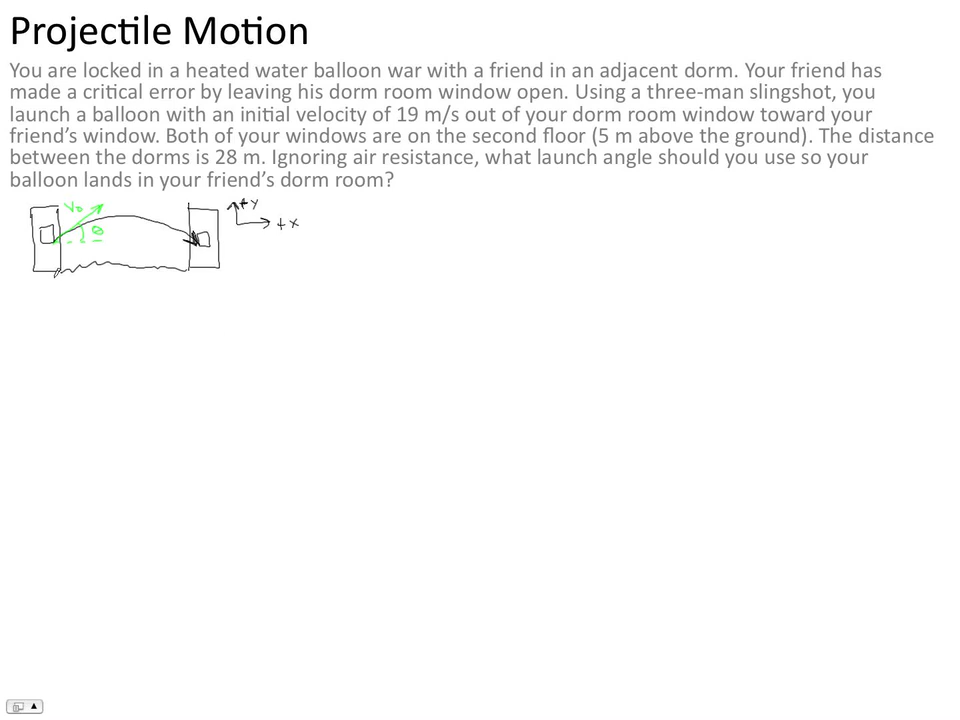 Projectile Motion
You are locked in a heated water balloon war with a friend in an adjacent dorm. Your friend has
made a critical error by leaving his dorm room window open. Using a three-man slingshot, you
launch a balloon with an initial velocity of 19 m/s out of your dorm room window toward your
friend's window. Both of your windows are on the second floor (5 m above the ground). The distance
between the dorms is 28 m. Ignoring air resistance, what launch angle should you use so your
balloon lands in your friend's dorm room?
V₀
θ
+y
+x